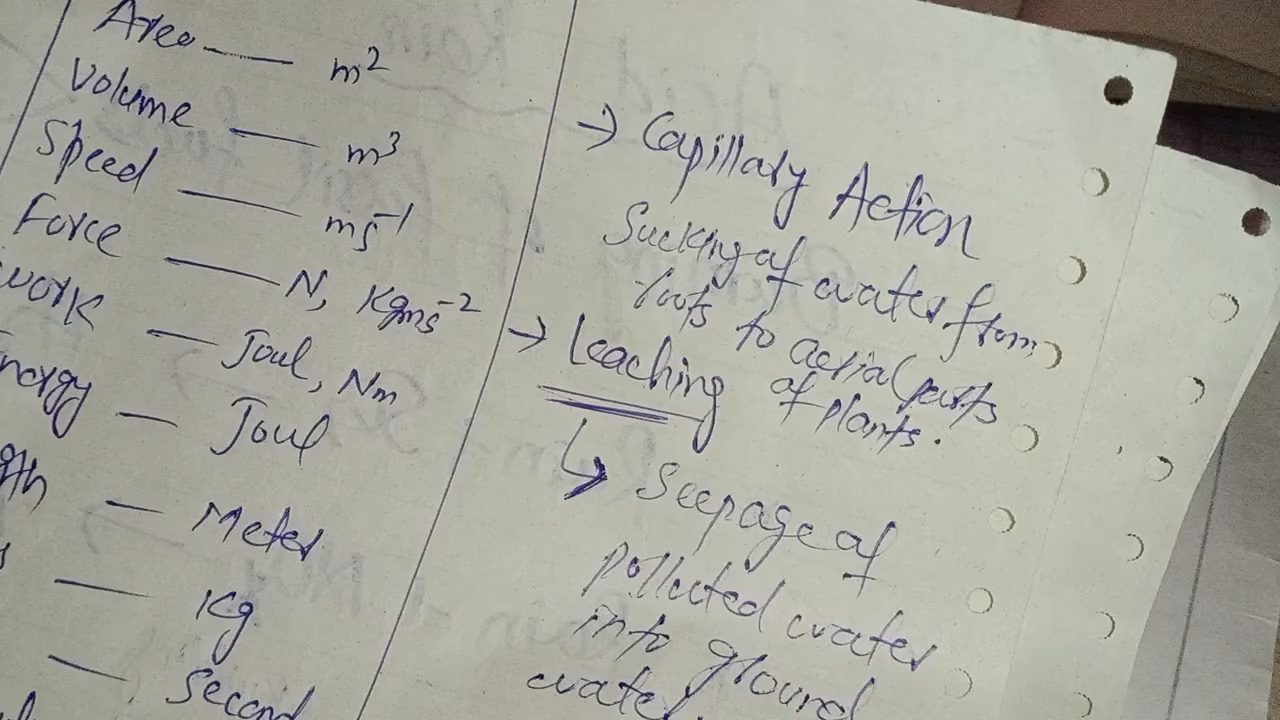 Area — m²
Volume — m³
Speed — ms⁻¹
Force — N, Kgms⁻²
work — Joul, Nm
nergy — Joul
gth — Meter
s — Kg
— Second
→ Capillary Action
Sucking of water from
roots to aerial parts
of plants.
→ Leaching
↳ Seepage of
polluted water
into ground
water.